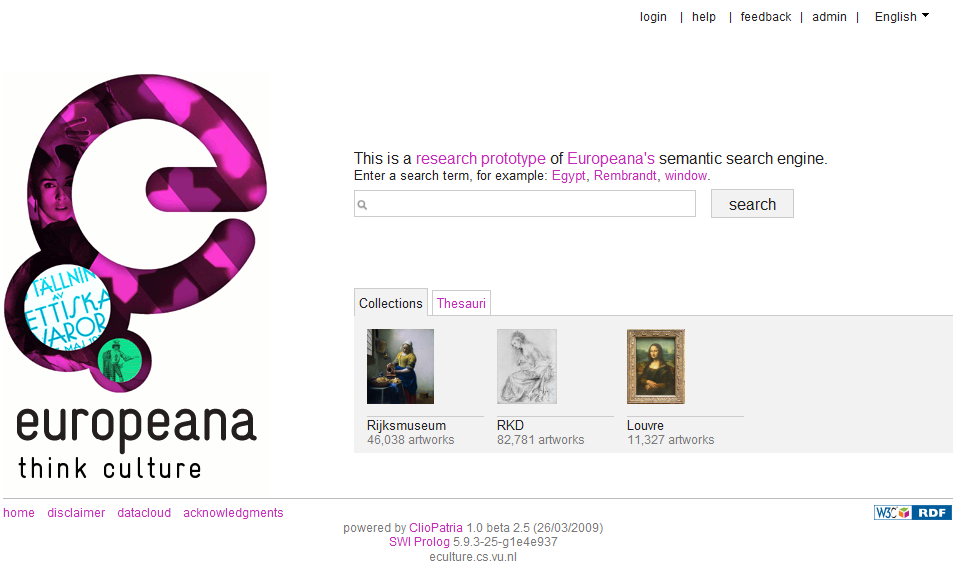 login | help | feedback | admin | English
This is a research prototype of Europeana's semantic search engine.
Enter a search term, for example: Egypt, Rembrandt, window.
search
Collections Thesauri
TÄLLNIN
AV
ETTISKA
VAROR
MAJ 19
europeana
think culture
Rijksmuseum
46,038 artworks
RKD
82,781 artworks
Louvre
11,327 artworks
home disclaimer datacloud acknowledgments
W3C RDF
powered by ClioPatria 1.0 beta 2.5 (26/03/2009)
SWI Prolog 5.9.3-25-g1e4e937
eculture.cs.vu.nl